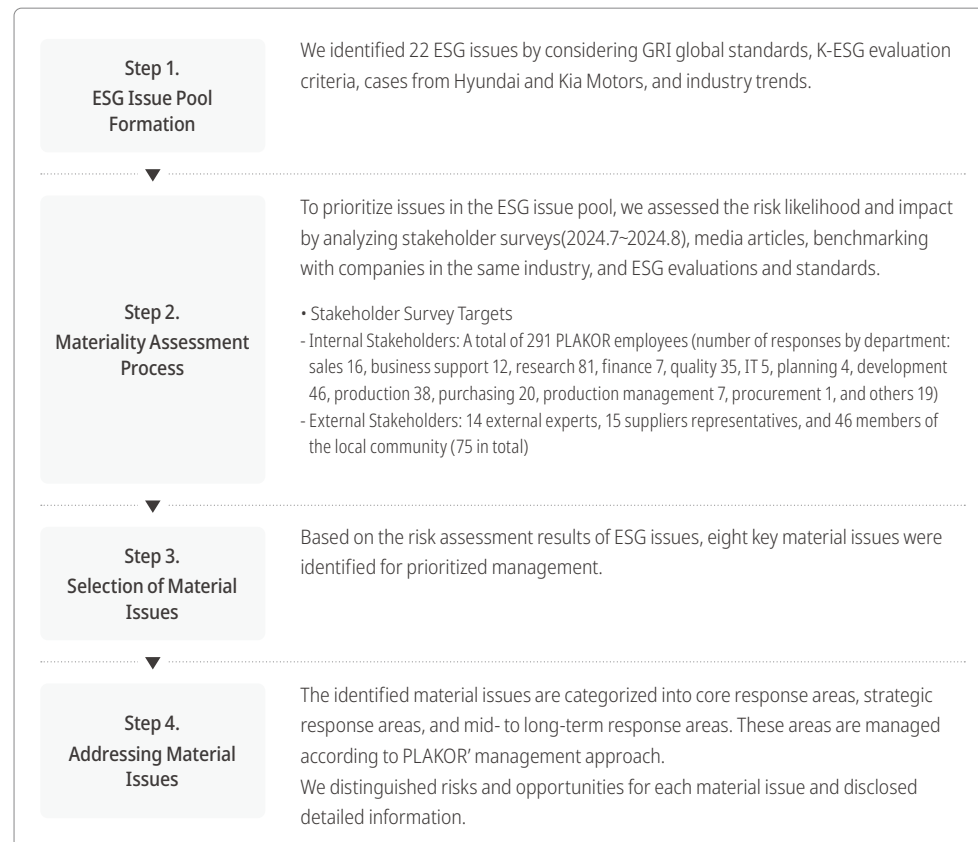 Step 1.
ESG Issue Pool
Formation
We identified 22 ESG issues by considering GRI global standards, K-ESG evaluation
criteria, cases from Hyundai and Kia Motors, and industry trends.
Step 2.
Materiality Assessment
Process
To prioritize issues in the ESG issue pool, we assessed the risk likelihood and impact
by analyzing stakeholder surveys(2024.7~2024.8), media articles, benchmarking
with companies in the same industry, and ESG evaluations and standards.
• Stakeholder Survey Targets
- Internal Stakeholders: A total of 291 PLAKOR employees (number of responses by department:
sales 16, business support 12, research 81, finance 7, quality 35, IT 5, planning 4, development
46, production 38, purchasing 20, production management 7, procurement 1, and others 19)
- External Stakeholders: 14 external experts, 15 suppliers representatives, and 46 members of
the local community (75 in total)
Step 3.
Selection of Material
Issues
Based on the risk assessment results of ESG issues, eight key material issues were
identified for prioritized management.
Step 4.
Addressing Material
Issues
The identified material issues are categorized into core response areas, strategic
response areas, and mid- to long-term response areas. These areas are managed
according to PLAKOR’ management approach.
We distinguished risks and opportunities for each material issue and disclosed
detailed information.